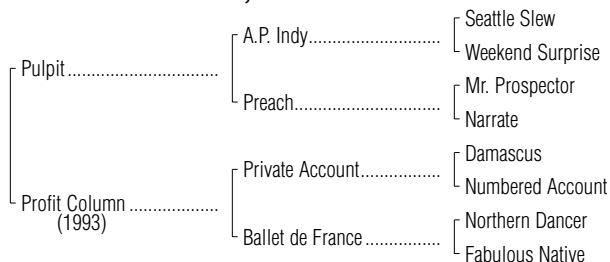 Pulpit
Profit Column
(1993)
A.P. Indy
Preach
Private Account
Ballet de France
Seattle Slew
Weekend Surprise
Mr. Prospector
Narrate
Damascus
Numbered Account
Northern Dancer
Fabulous Native